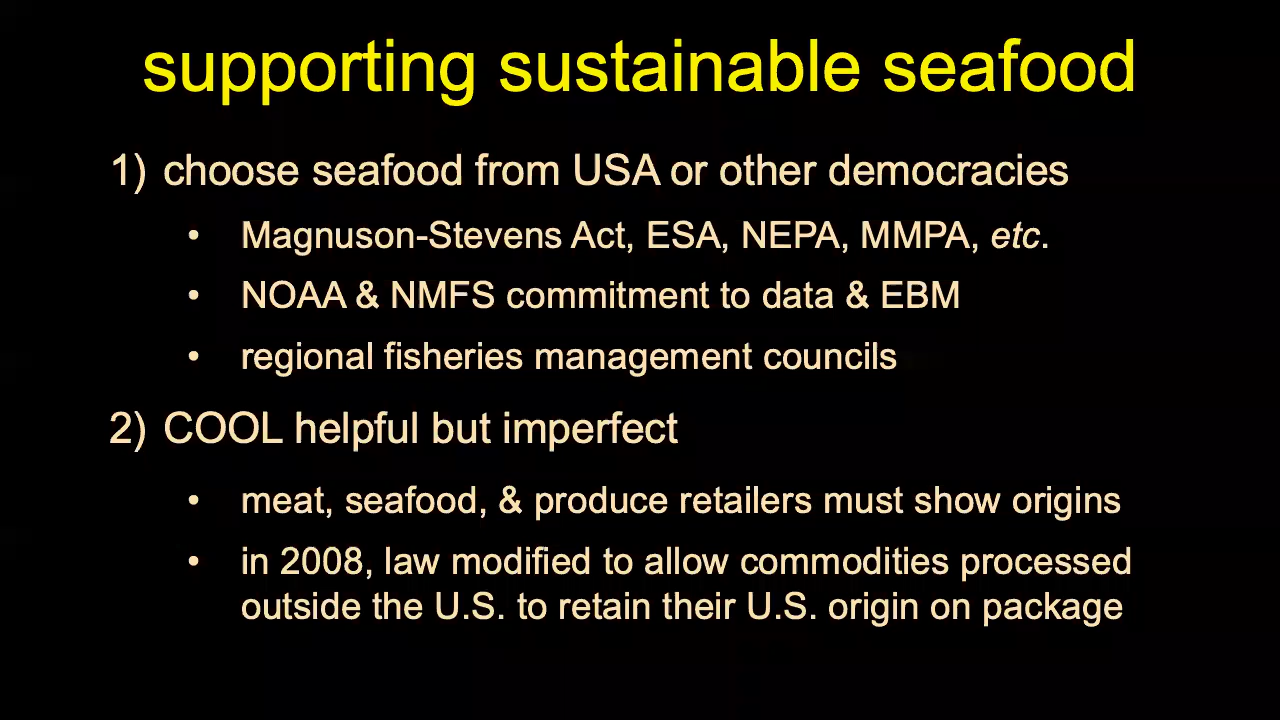 supporting sustainable seafood
1) choose seafood from USA or other democracies
• Magnuson-Stevens Act, ESA, NEPA, MMPA, etc.
• NOAA & NMFS commitment to data & EBM
• regional fisheries management councils
2) COOL helpful but imperfect
• meat, seafood, & produce retailers must show origins
• in 2008, law modified to allow commodities processed
outside the U.S. to retain their U.S. origin on package